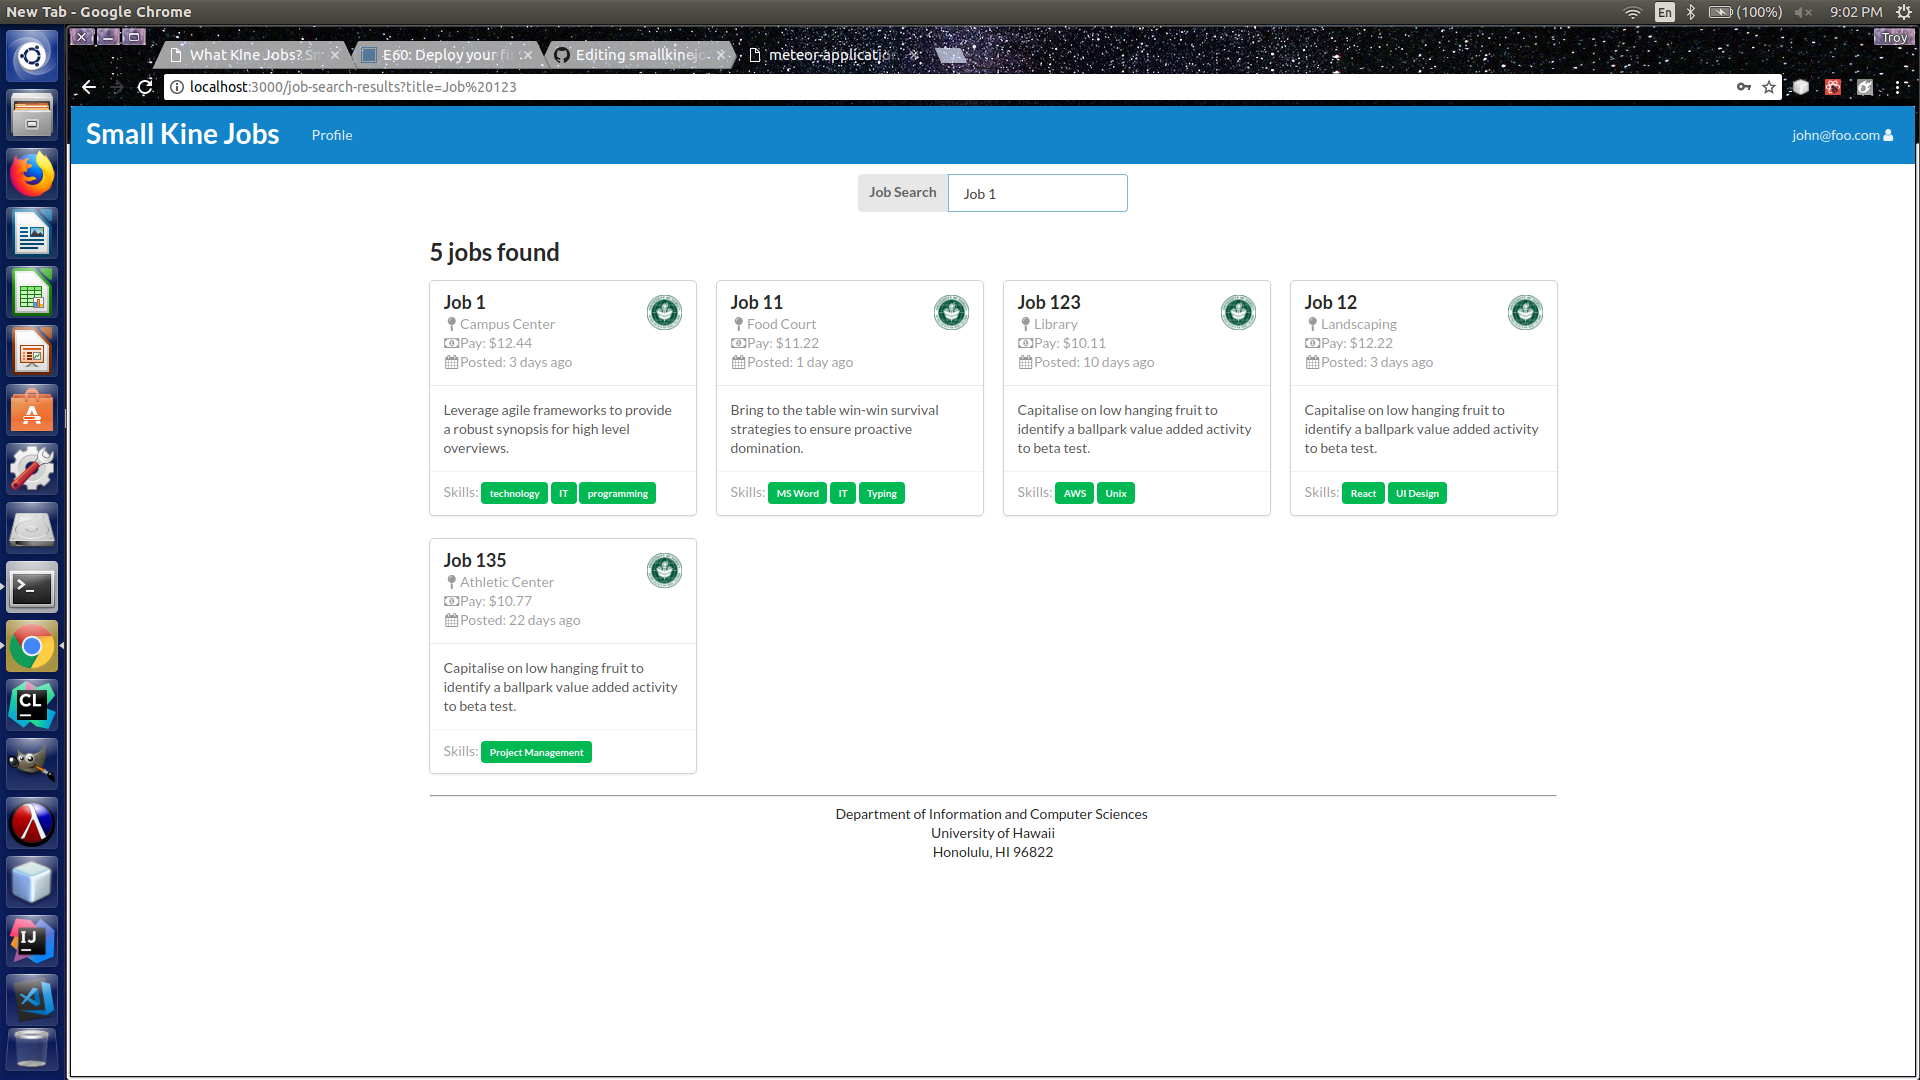 New Tab - Google Chrome
En
(100%)
9:02 PM
Troy
What KIne Jobs? Sm
E60: Deploy your fi
Editing smallkinejo
meteor-application
localhost:3000/job-search-results?title=Job%20123
Small Kine Jobs
Profile
john@foo.com
Job Search
Job 1
5 jobs found
Job 1
Campus Center
Pay: $12.44
Posted: 3 days ago
Leverage agile frameworks to provide
a robust synopsis for high level
overviews.
Skills: technology IT programming
Job 11
Food Court
Pay: $11.22
Posted: 1 day ago
Bring to the table win-win survival
strategies to ensure proactive
domination.
Skills: MS Word IT Typing
Job 123
Library
Pay: $10.11
Posted: 10 days ago
Capitalise on low hanging fruit to
identify a ballpark value added activity
to beta test.
Skills: AWS Unix
Job 12
Landscaping
Pay: $12.22
Posted: 3 days ago
Capitalise on low hanging fruit to
identify a ballpark value added activity
to beta test.
Skills: React UI Design
Job 135
Athletic Center
Pay: $10.77
Posted: 22 days ago
Capitalise on low hanging fruit to
identify a ballpark value added activity
to beta test.
Skills: Project Management
Department of Information and Computer Sciences
University of Hawaii
Honolulu, HI 96822
CL
IJ